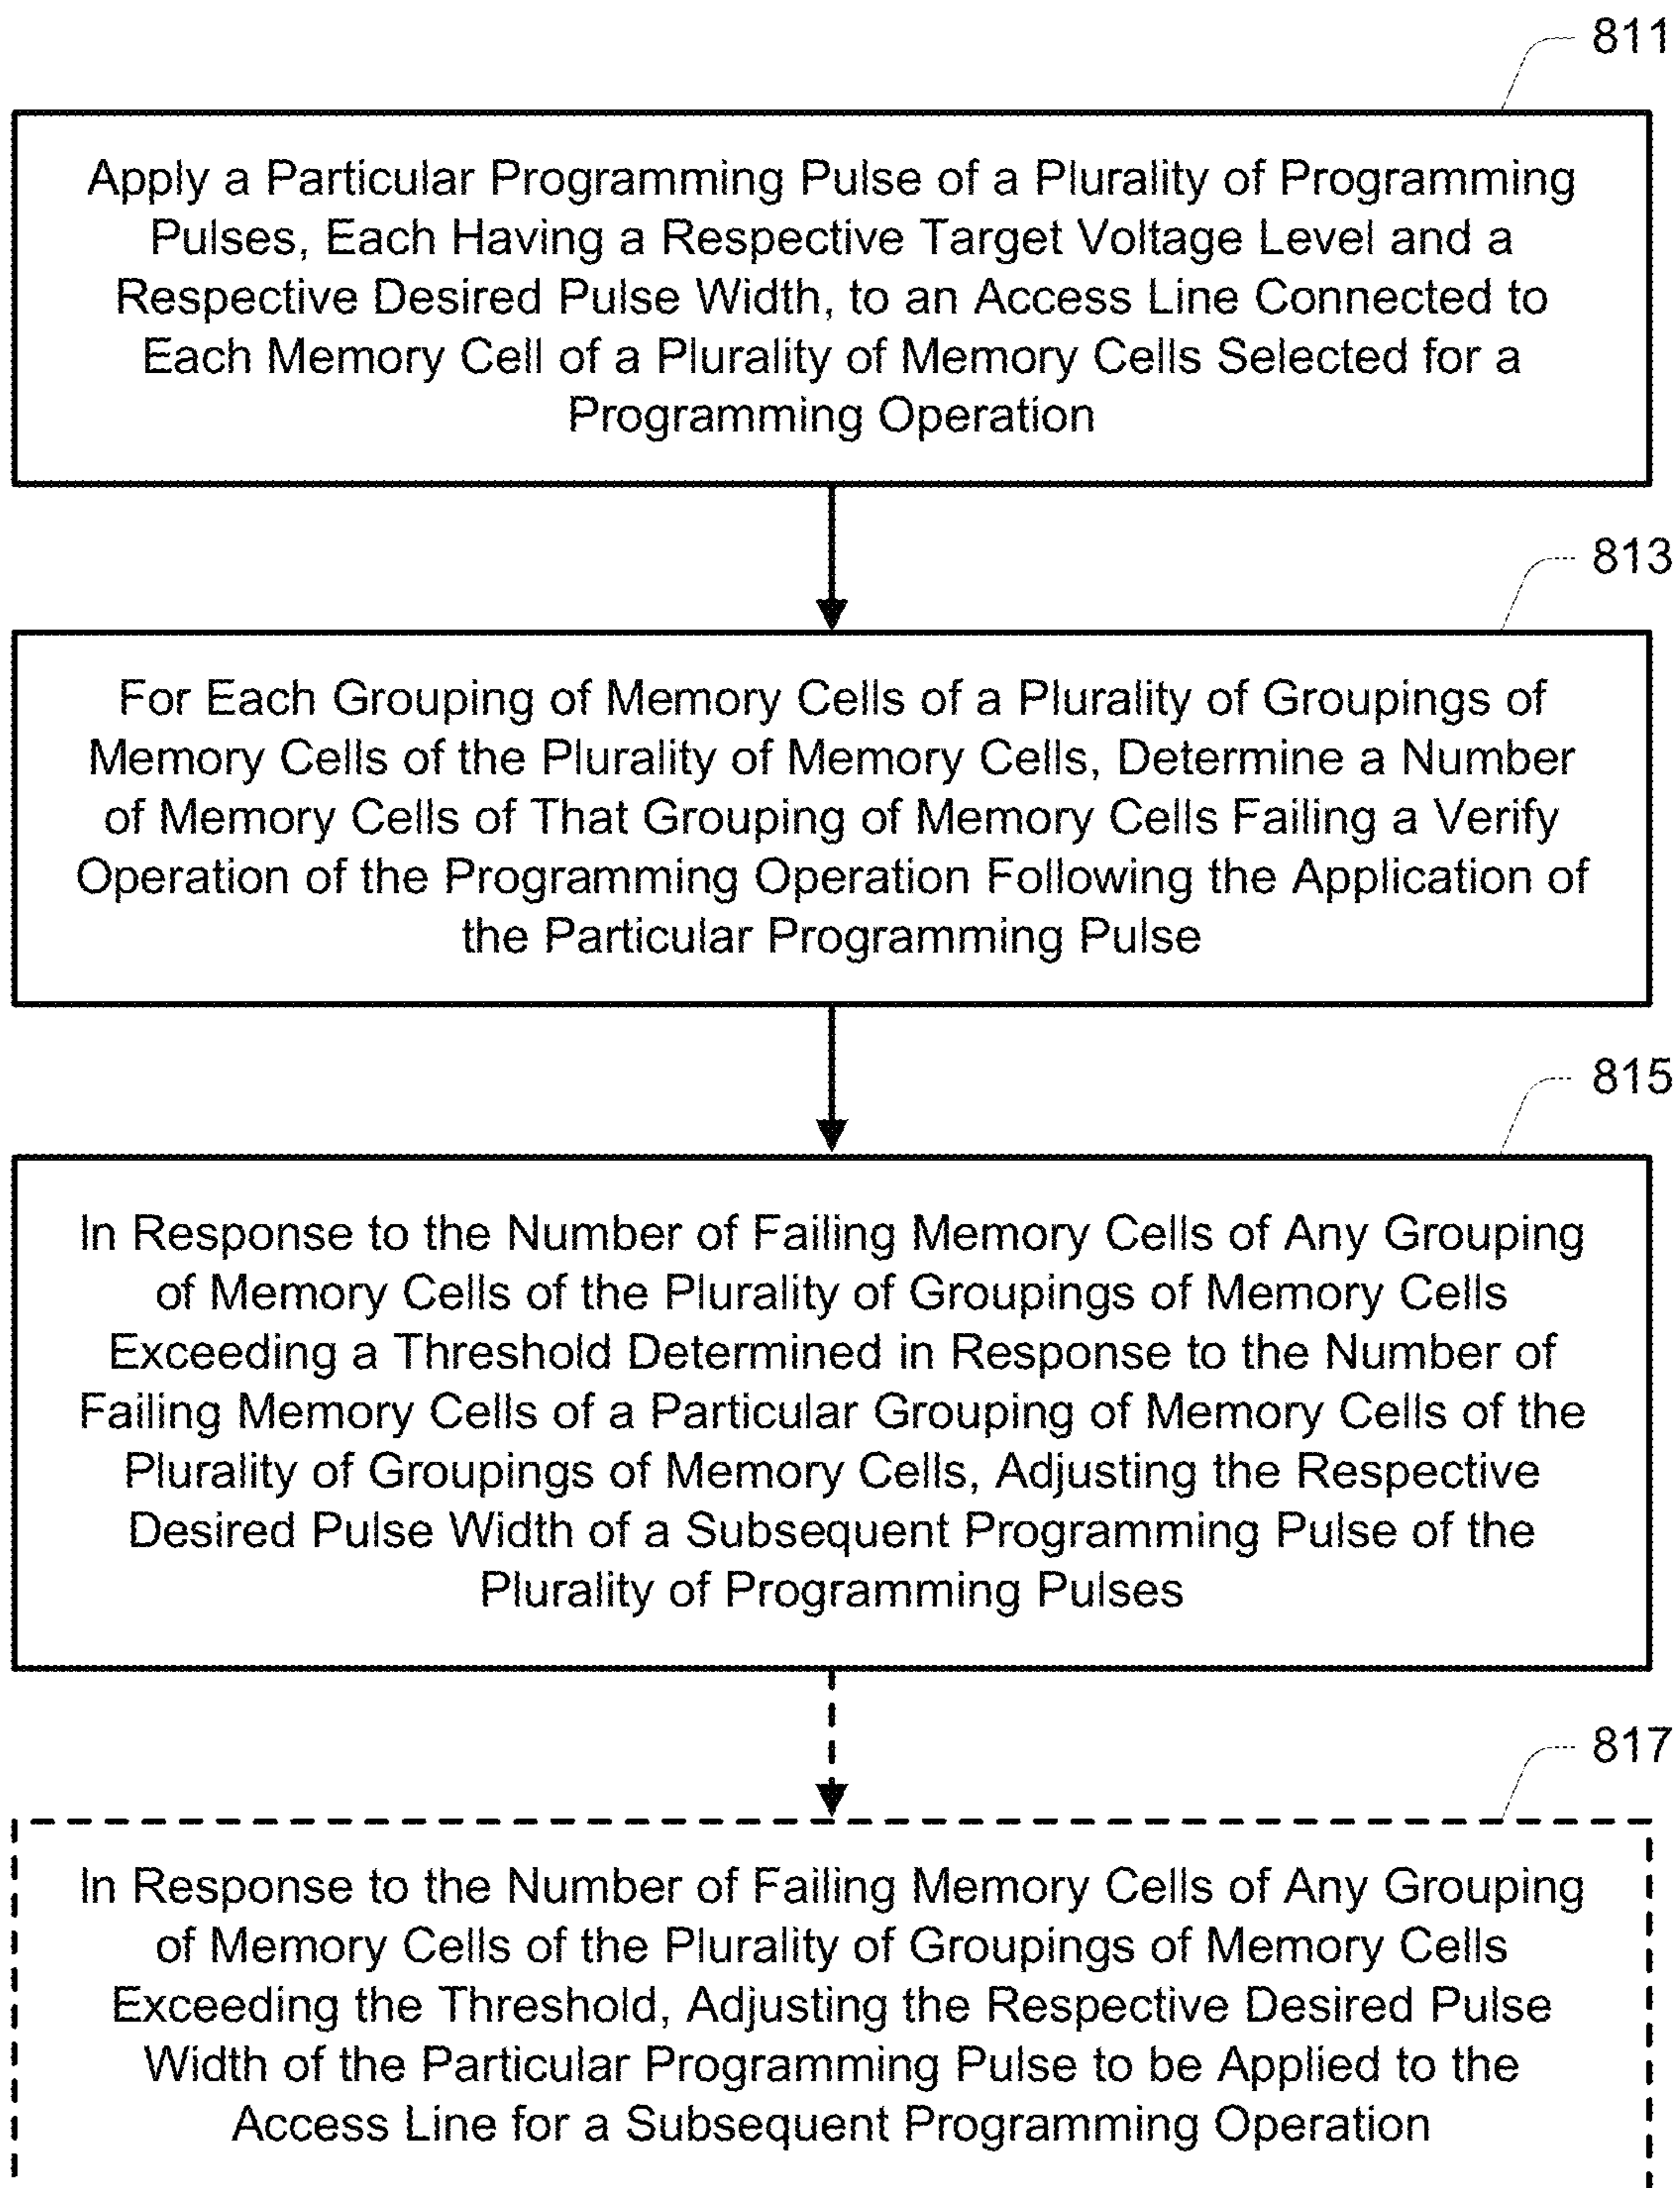 811
Apply a Particular Programming Pulse of a Plurality of Programming
Pulses, Each Having a Respective Target Voltage Level and a
Respective Desired Pulse Width, to an Access Line Connected to
Each Memory Cell of a Plurality of Memory Cells Selected for a
Programming Operation
813
For Each Grouping of Memory Cells of a Plurality of Groupings of
Memory Cells of the Plurality of Memory Cells, Determine a Number
of Memory Cells of That Grouping of Memory Cells Failing a Verify
Operation of the Programming Operation Following the Application of
the Particular Programming Pulse
815
In Response to the Number of Failing Memory Cells of Any Grouping
of Memory Cells of the Plurality of Groupings of Memory Cells
Exceeding a Threshold Determined in Response to the Number of
Failing Memory Cells of a Particular Grouping of Memory Cells of the
Plurality of Groupings of Memory Cells, Adjusting the Respective
Desired Pulse Width of a Subsequent Programming Pulse of the
Plurality of Programming Pulses
817
In Response to the Number of Failing Memory Cells of Any Grouping
of Memory Cells of the Plurality of Groupings of Memory Cells
Exceeding the Threshold, Adjusting the Respective Desired Pulse
Width of the Particular Programming Pulse to be Applied to the
Access Line for a Subsequent Programming Operation